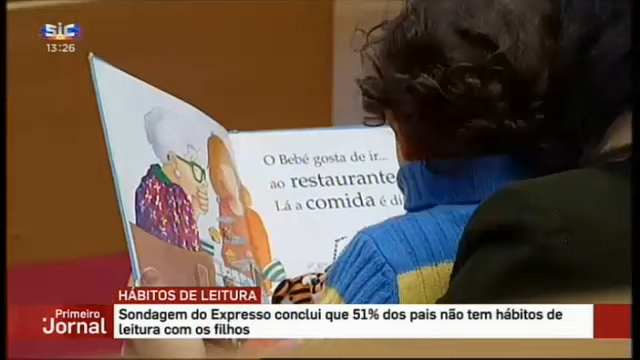 SIC
13:26
O Bebé gosta de ir...
ao restaurante
Lá a comida é
HÁBITOS DE LEITURA
Primeiro
Jornal
Sondagem do Expresso conclui que 51% dos pais não tem hábitos de
leitura com os filhos